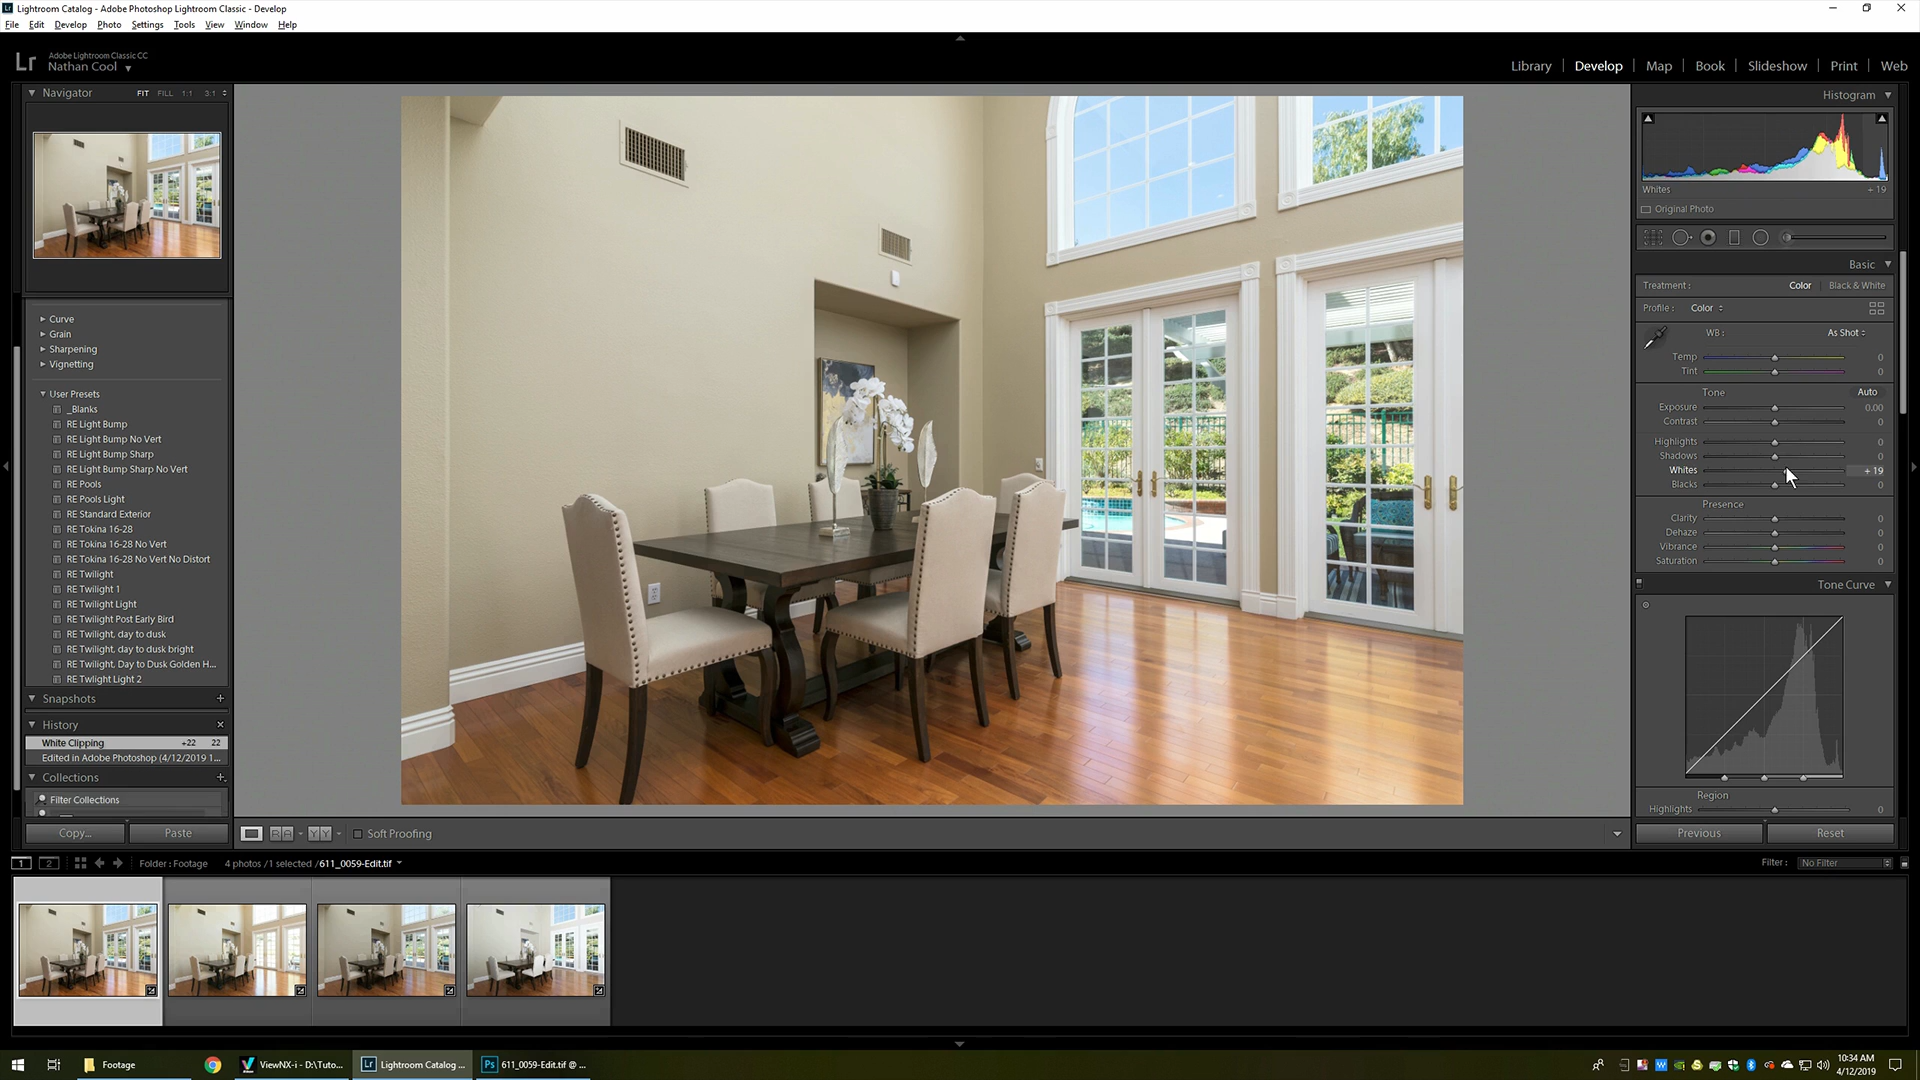 Lightroom Catalog - Adobe Photoshop Lightroom Classic - Develop
File Edit Develop Photo Settings Tools View Window Help
Lr Adobe Lightroom Classic CC
Nathan Cool
Library | Develop | Map | Book | Slideshow | Print | Web
Navigator FIT FILL 1:1 3:1
Curve
Grain
Sharpening
Vignetting
User Presets
_Blanks
RE Light Bump
RE Light Bump No Vert
RE Light Bump Sharp
RE Light Bump Sharp No Vert
RE Pools
RE Pools Light
RE Standard Exterior
RE Tokina 16-28
RE Tokina 16-28 No Vert
RE Tokina 16-28 No Vert No Distort
RE Twilight
RE Twilight 1
RE Twilight Light
RE Twilight Post Early Bird
RE Twilight, day to dusk
RE Twilight, day to dusk bright
RE Twilight, Day to Dusk Golden H...
RE Twlight Light 2
Snapshots +
History ×
White Clipping +22 22
Edited in Adobe Photoshop (4/12/2019 1...
Collections +
Filter Collections
Copy... Paste
Soft Proofing
Histogram
Whites + 19
Original Photo
Basic
Treatment : Color Black & White
Profile : Color
WB : As Shot
Temp 0
Tint 0
Tone Auto
Exposure 0.00
Contrast 0
Highlights 0
Shadows 0
Whites + 19
Blacks 0
Presence
Clarity 0
Dehaze 0
Vibrance 0
Saturation 0
Tone Curve
Region
Highlights 0
Previous Reset
1 2 Folder : Footage 4 photos / 1 selected / 611_0059-Edit.tif
Filter : No Filter
Footage
ViewNX-i - D:\Tuto...
Lr Lightroom Catalog ...
Ps 611_0059-Edit.tif @ ...
10:34 AM
4/12/2019